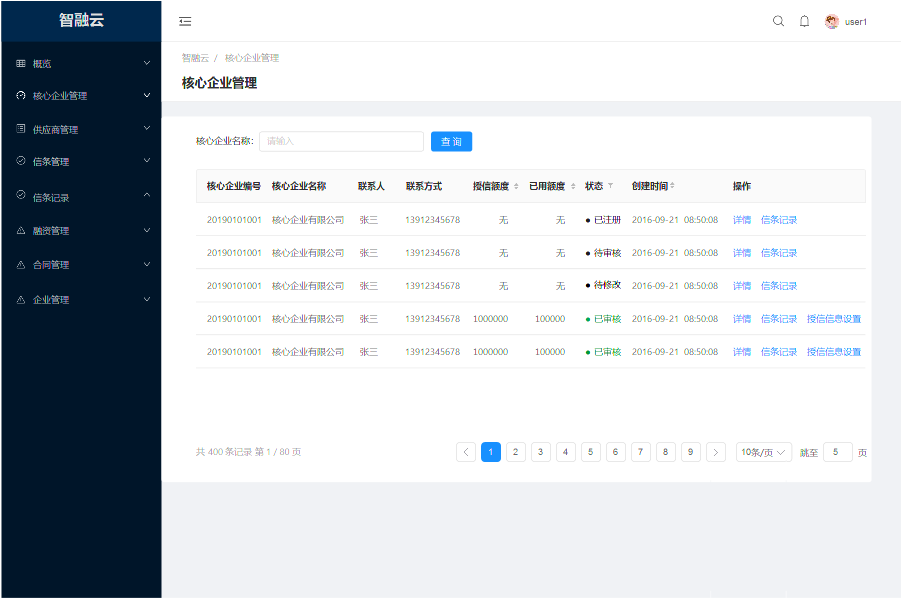 智融云
user1
概览
核心企业管理
供应商管理
信条管理
信条记录
融资管理
合同管理
企业管理
智融云 / 核心企业管理
核心企业管理
核心企业名称: 请输入 查 询
核心企业编号 核心企业名称 联系人 联系方式 授信额度 已用额度 状态 创建时间 操作
20190101001 核心企业有限公司 张三 13912345678 无 无 已注册 2016-09-21 08:50:08 详情 信条记录
20190101001 核心企业有限公司 张三 13912345678 无 无 待审核 2016-09-21 08:50:08 详情 信条记录
20190101001 核心企业有限公司 张三 13912345678 无 无 待修改 2016-09-21 08:50:08 详情 信条记录
20190101001 核心企业有限公司 张三 13912345678 1000000 100000 已审核 2016-09-21 08:50:08 详情 信条记录 授信信息设置
20190101001 核心企业有限公司 张三 13912345678 1000000 100000 已审核 2016-09-21 08:50:08 详情 信条记录 授信信息设置
共 400 条记录 第 1 / 80 页 < 1 2 3 4 5 6 7 8 9 > 10条/页 跳至 5 页